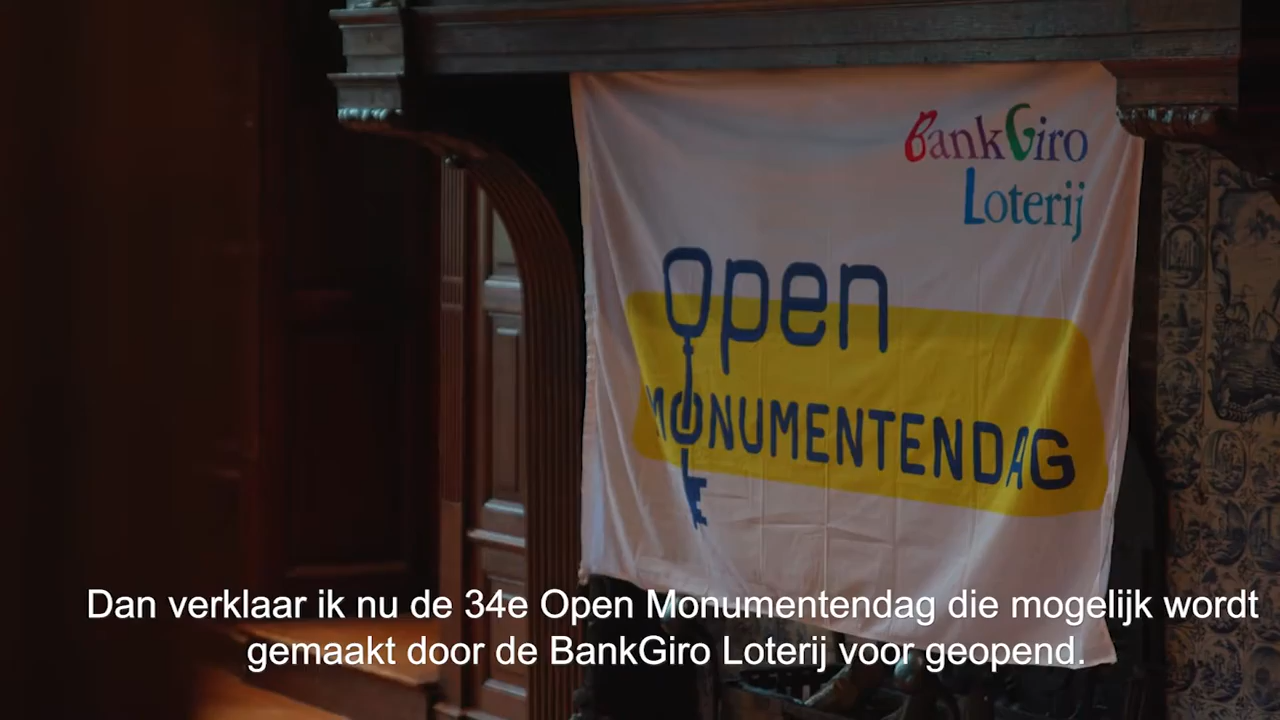 BankGiro
Loterij
Open
MONUMENTENDAG
Dan verklaar ik nu de 34e Open Monumentendag die mogelijk wordt
gemaakt door de BankGiro Loterij voor geopend.